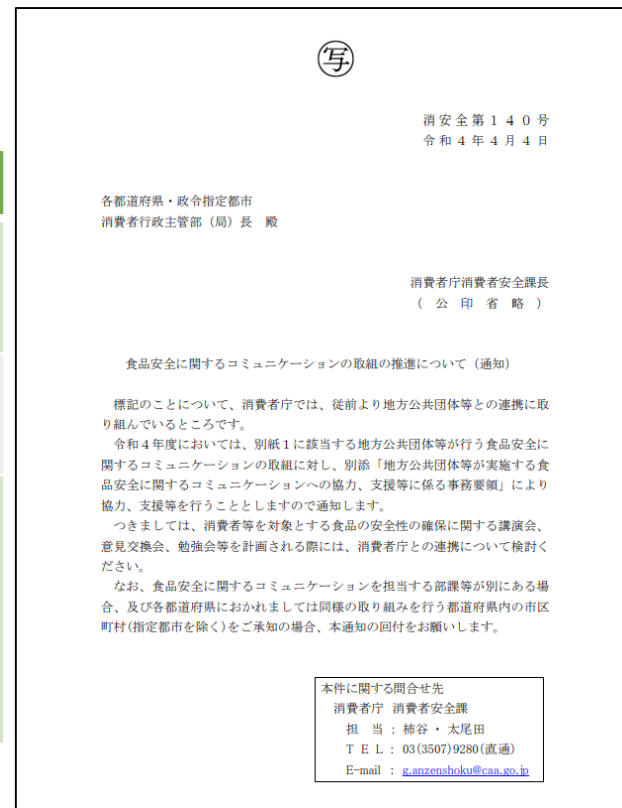 写
消安全第140号
令和4年4月4日
各都道府県・政令指定都市
消費者行政主管部（局）長　殿
消費者庁消費者安全課長
（　公　印　省　略　）
食品安全に関するコミュニケーションの取組の推進について（通知）
標記のことについて、消費者庁では、従前より地方公共団体等との連携に取
り組んでいるところです。
令和4年度においては、別紙1に該当する地方公共団体等が行う食品安全に
関するコミュニケーションの取組に対し、別添「地方公共団体等が実施する食
品安全に関するコミュニケーションへの協力、支援等に係る事務要領」により
協力、支援等を行うこととしますので通知します。
つきましては、消費者等を対象とする食品の安全性の確保に関する講演会、
意見交換会、勉強会等を計画される際には、消費者庁との連携について検討く
ださい。
なお、食品安全に関するコミュニケーションを担当する部課等が別にある場
合、及び各都道府県におかれましては同様の取り組みを行う都道府県内の市区
町村(指定都市を除く)をご承知の場合、本通知の回付をお願いします。
本件に関する問合せ先
消費者庁　消費者安全課
担　当　：　柿谷　・　太尾田
ＴＥＬ　：　03(3507)9280(直通)
E-mail　：　g.anzenshoku@caa.go.jp